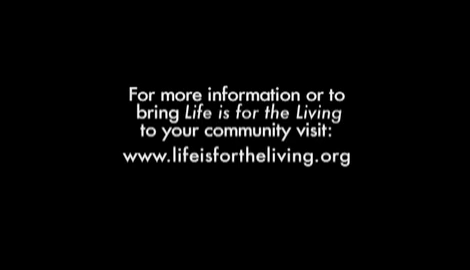 For more information or to
bring Life is for the Living
to your community visit:
www.lifeisfortheliving.org